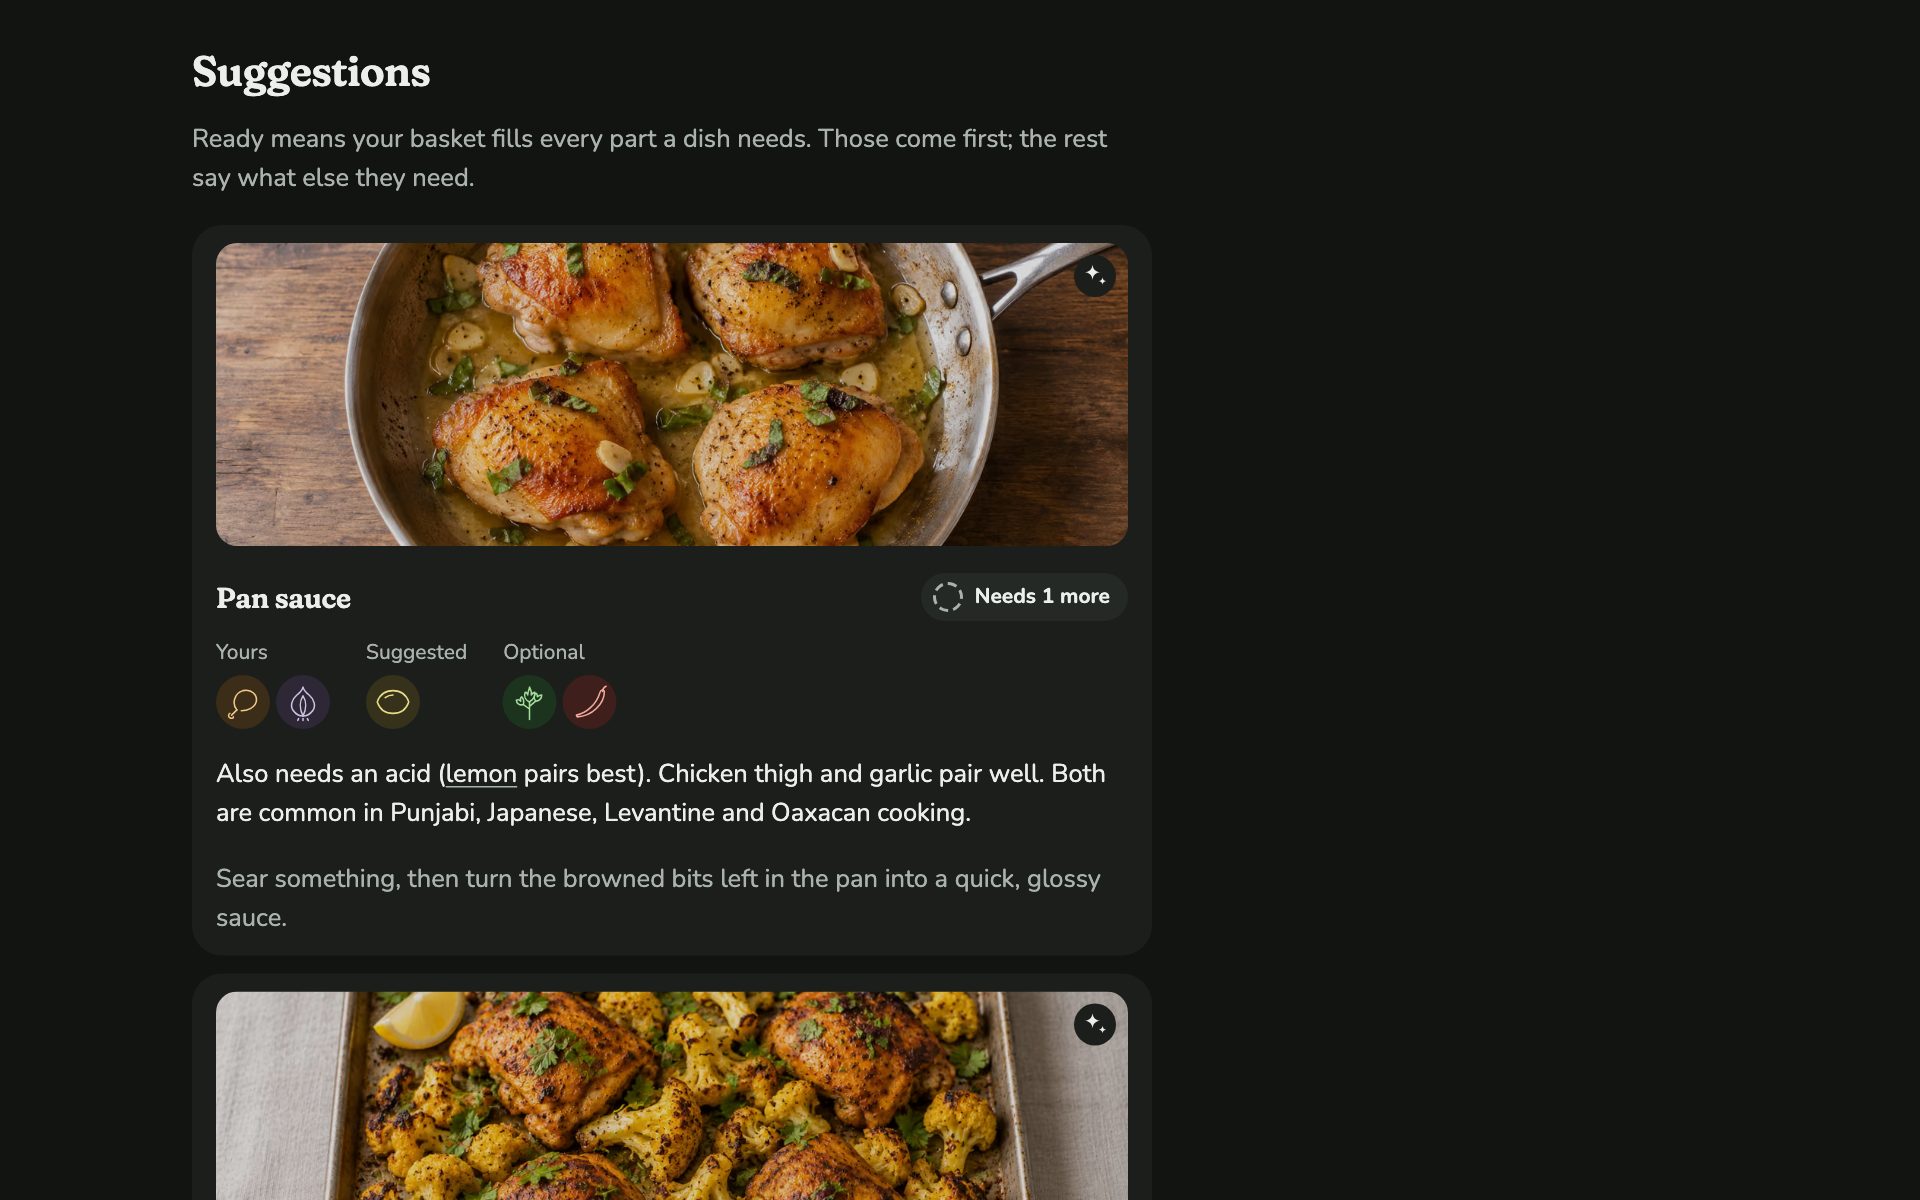 Suggestions
Ready means your basket fills every part a dish needs. Those come first; the rest
say what else they need.
Pan sauce
Needs 1 more
Yours
Suggested
Optional
Also needs an acid (lemon pairs best). Chicken thigh and garlic pair well. Both
are common in Punjabi, Japanese, Levantine and Oaxacan cooking.
Sear something, then turn the browned bits left in the pan into a quick, glossy
sauce.